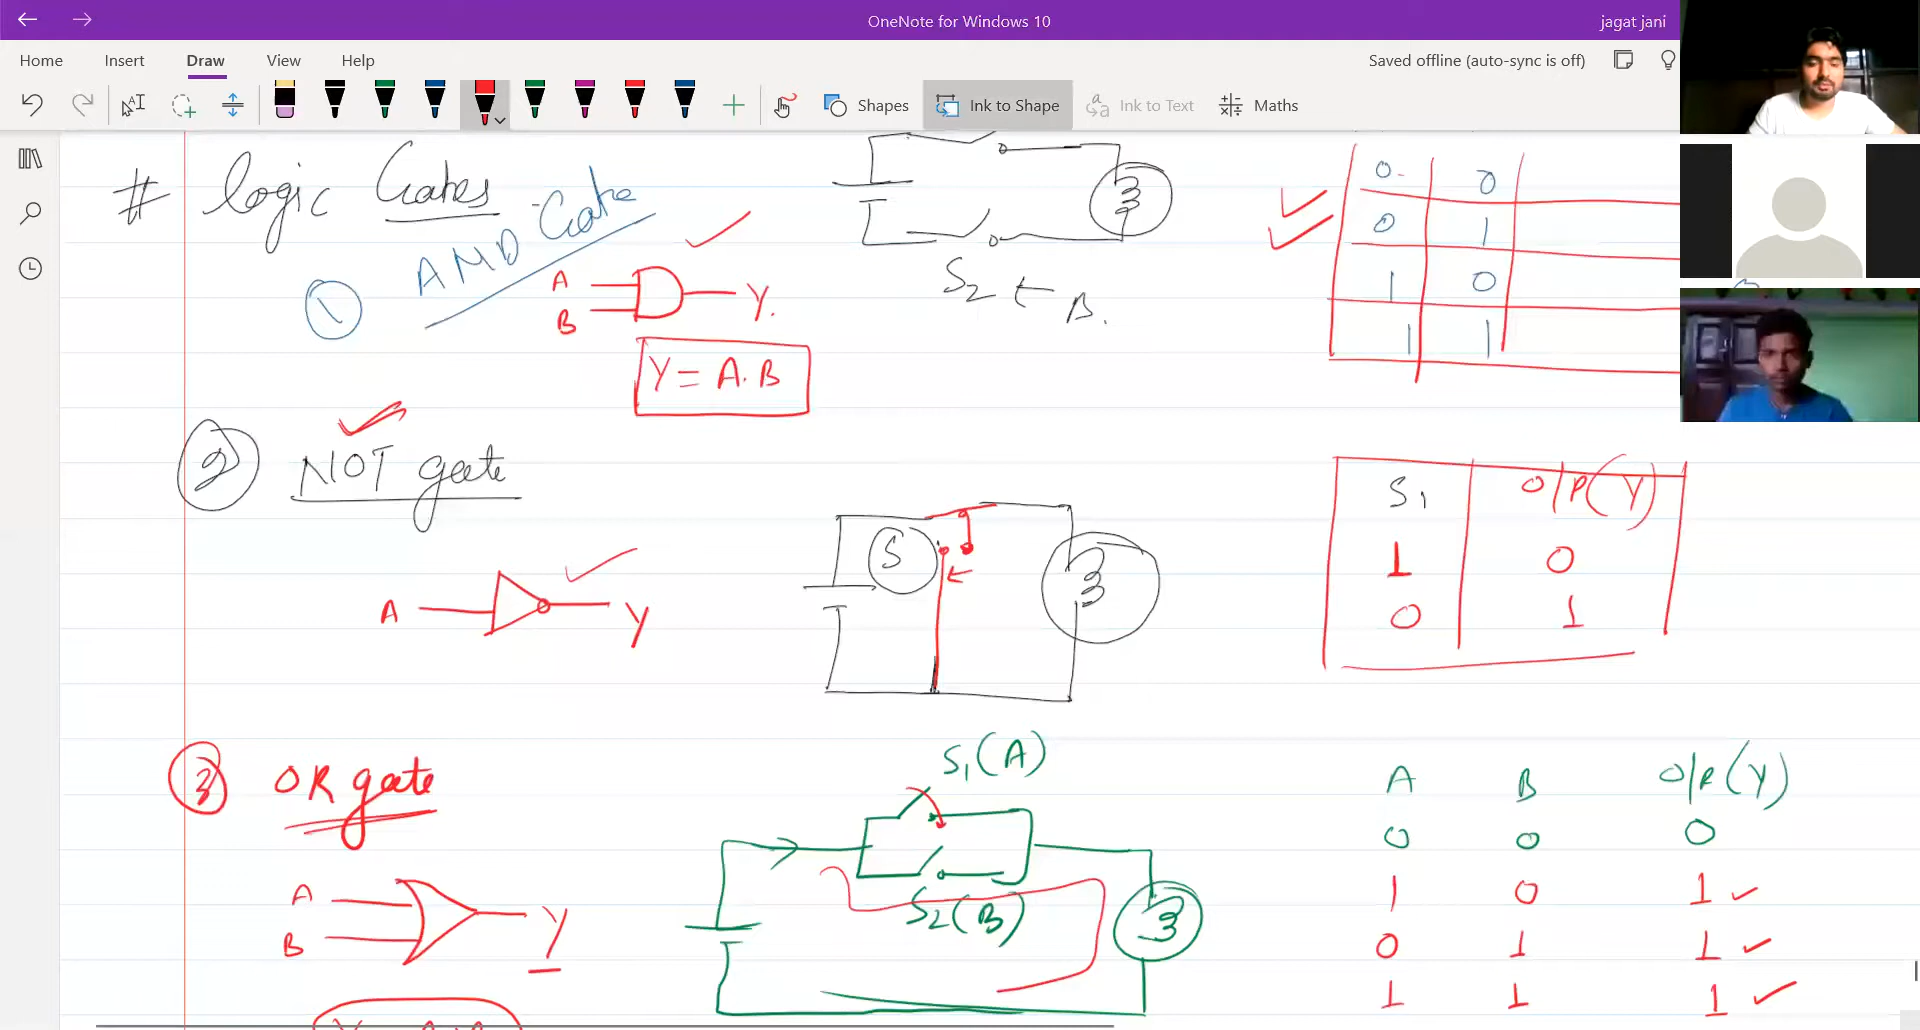 OneNote for Windows 10
jagat jani
Home Insert Draw View Help
Saved offline (auto-sync is off)
Shapes Ink to Shape Ink to Text Maths
# Logic Gates
① AND Gate
A
B
Y.
Y = A.B
S2 ← B.
0 0
0 1
1 0
1 1
② NOT gate
A Y
S
S1 O/P(Y)
1 0
0 1
③ OR gate
A
B
Y
S1(A)
S2(B)
A B O/P(Y)
0 0 0
1 0 1 ✓
0 1 1 ✓
1 1 1 ✓